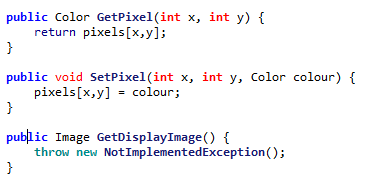 public Color GetPixel(int x, int y) {
    return pixels[x,y];
}
public void SetPixel(int x, int y, Color colour) {
    pixels[x,y] = colour;
}
public Image GetDisplayImage() {
    throw new NotImplementedException();
}